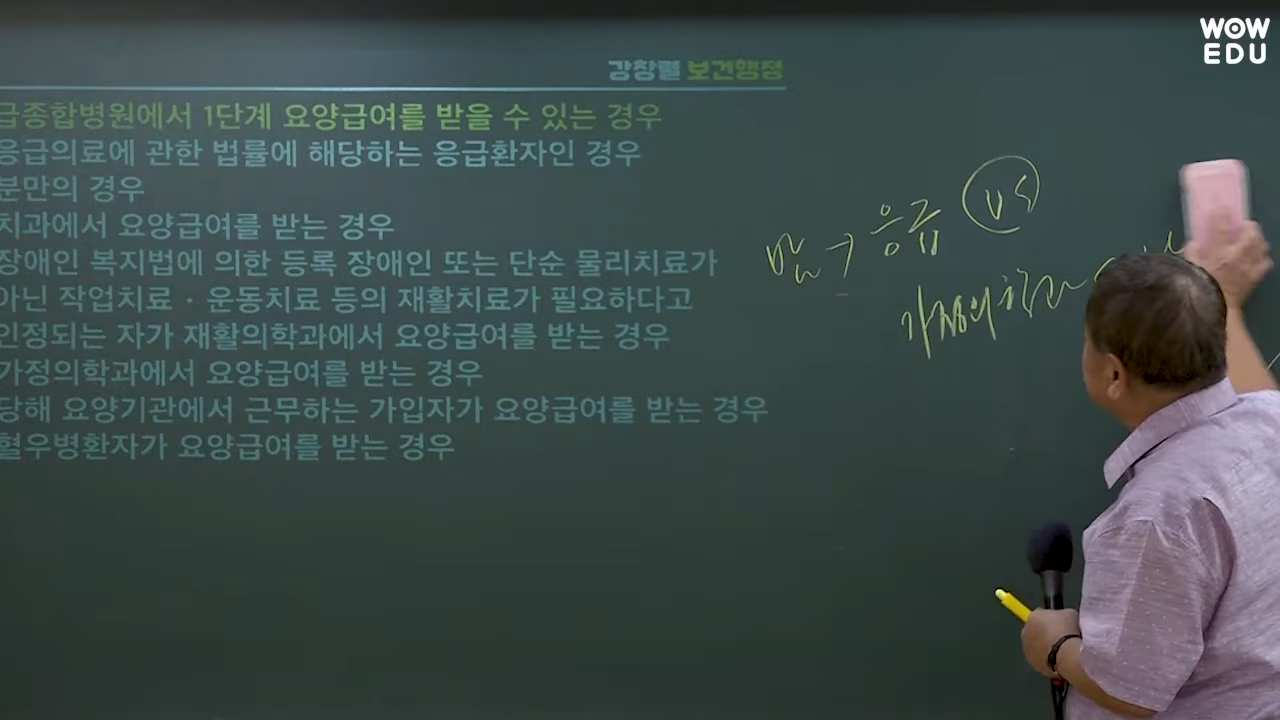 WOW
EDU
강창렬 보건행정
급종합병원에서 1단계 요양급여를 받을 수 있는 경우
응급의료에 관한 법률에 해당하는 응급환자인 경우
분만의 경우
치과에서 요양급여를 받는 경우
장애인 복지법에 의한 등록 장애인 또는 단순 물리치료가
아닌 작업치료 · 운동치료 등의 재활치료가 필요하다고
인정되는 자가 재활의학과에서 요양급여를 받는 경우
가정의학과에서 요양급여를 받는 경우
당해 요양기관에서 근무하는 가입자가 요양급여를 받는 경우
혈우병환자가 요양급여를 받는 경우
응급 VS
가정의학과